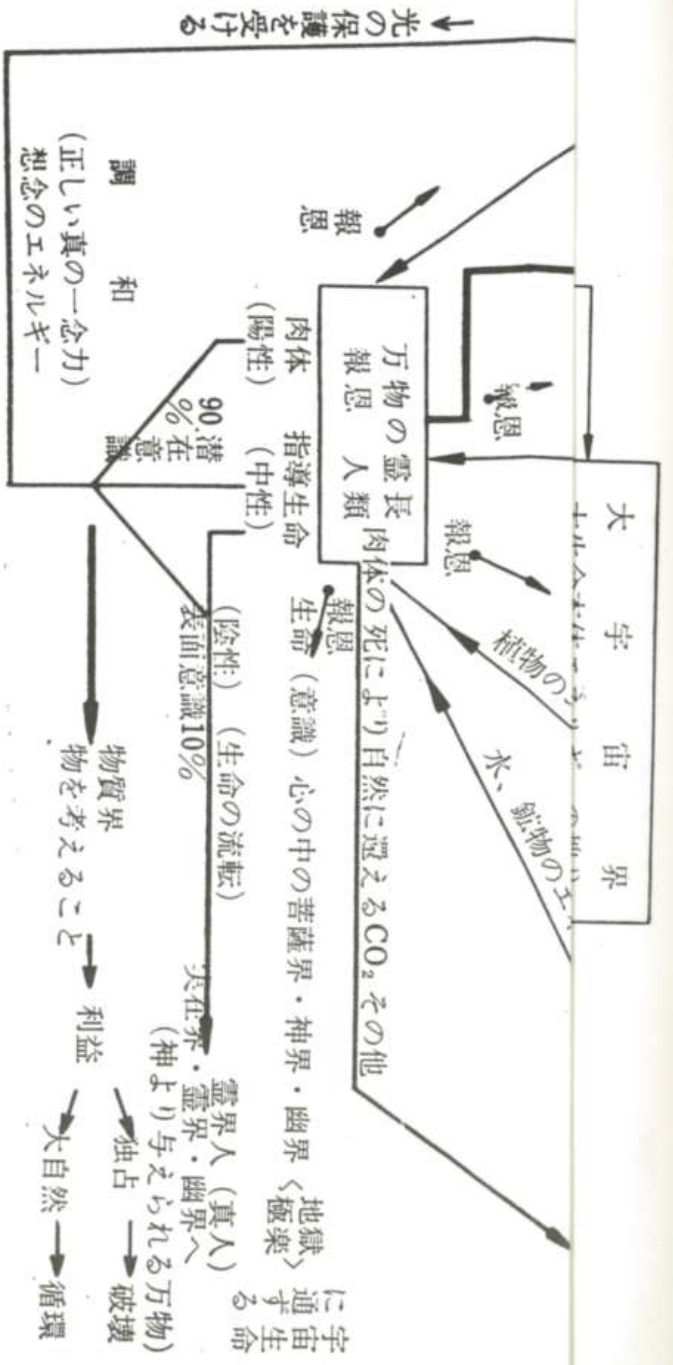 大宇宙界
植物の
水、鉱物のエ
報恩
報恩
報恩
報恩
万物の霊長
報恩 人類
肉体の死により自然に還えるCO₂その他
肉体
(陽性)
指導生命
(中性)
生命(意識)心の中の菩薩界・神界・幽界
〈地獄
極楽〉
宇宙生命
に通ずる
(陰性)(生命の流転)
表面意識10%
潜在意識
90%
実在界・霊界・幽界へ
霊界人(真人)
(神より与えられる万物)
調和
(正しい真の一念力)
想念のエネルギー
光の保護を受ける
物質界
物を考えること
利益
独占
破壊
大自然
循環